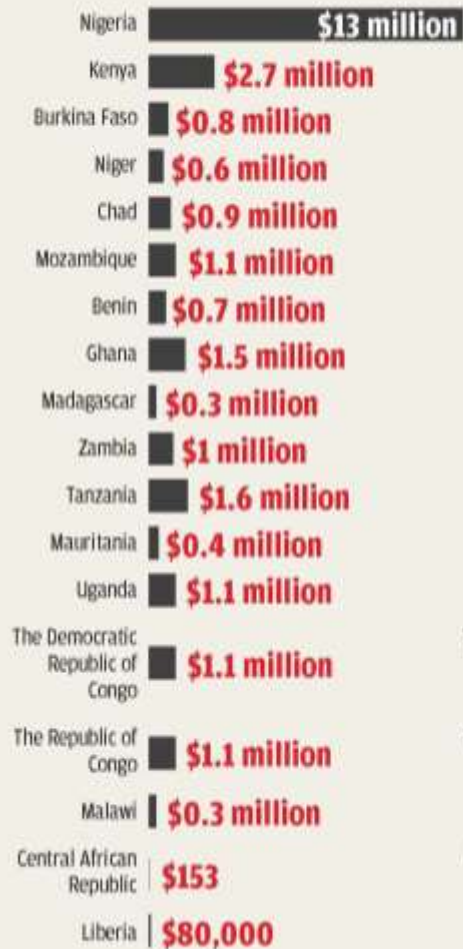 Nigeria $13 million
Kenya $2.7 million
Burkina Faso $0.8 million
Niger $0.6 million
Chad $0.9 million
Mozambique $1.1 million
Benin $0.7 million
Ghana $1.5 million
Madagascar $0.3 million
Zambia $1 million
Tanzania $1.6 million
Mauritania $0.4 million
Uganda $1.1 million
The Democratic
Republic of
Congo
$1.1 million
The Republic of
Congo
$1.1 million
Malawi $0.3 million
Central African
Republic
$153
Liberia $80,000